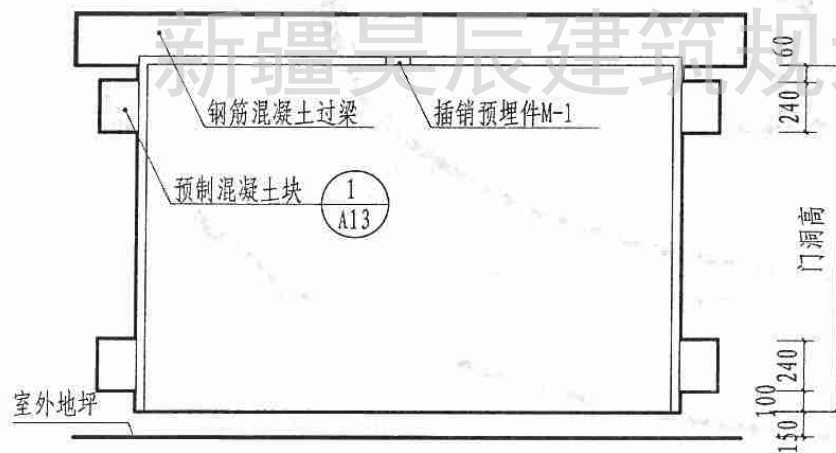 新疆昊辰建筑规
钢筋混凝土过梁
插销预埋件M-1
预制混凝土块
1
A13
室外地坪
60
240
门洞高
240
100
150